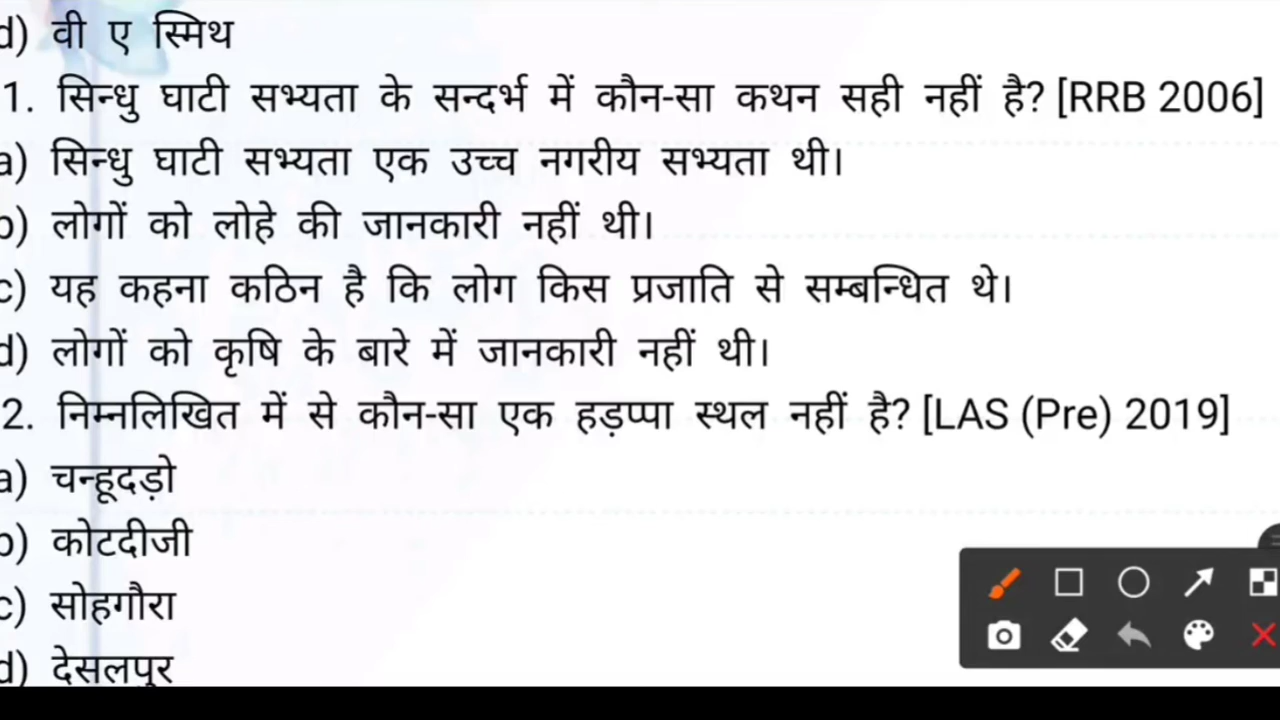 d) वी ए स्मिथ
1. सिन्धु घाटी सभ्यता के सन्दर्भ में कौन-सा कथन सही नहीं है? [RRB 2006]
a) सिन्धु घाटी सभ्यता एक उच्च नगरीय सभ्यता थी।
b) लोगों को लोहे की जानकारी नहीं थी।
c) यह कहना कठिन है कि लोग किस प्रजाति से सम्बन्धित थे।
d) लोगों को कृषि के बारे में जानकारी नहीं थी।
2. निम्नलिखित में से कौन-सा एक हड़प्पा स्थल नहीं है? [LAS (Pre) 2019]
a) चन्हूदड़ो
b) कोटदीजी
c) सोहगौरा
d) देसलपुर